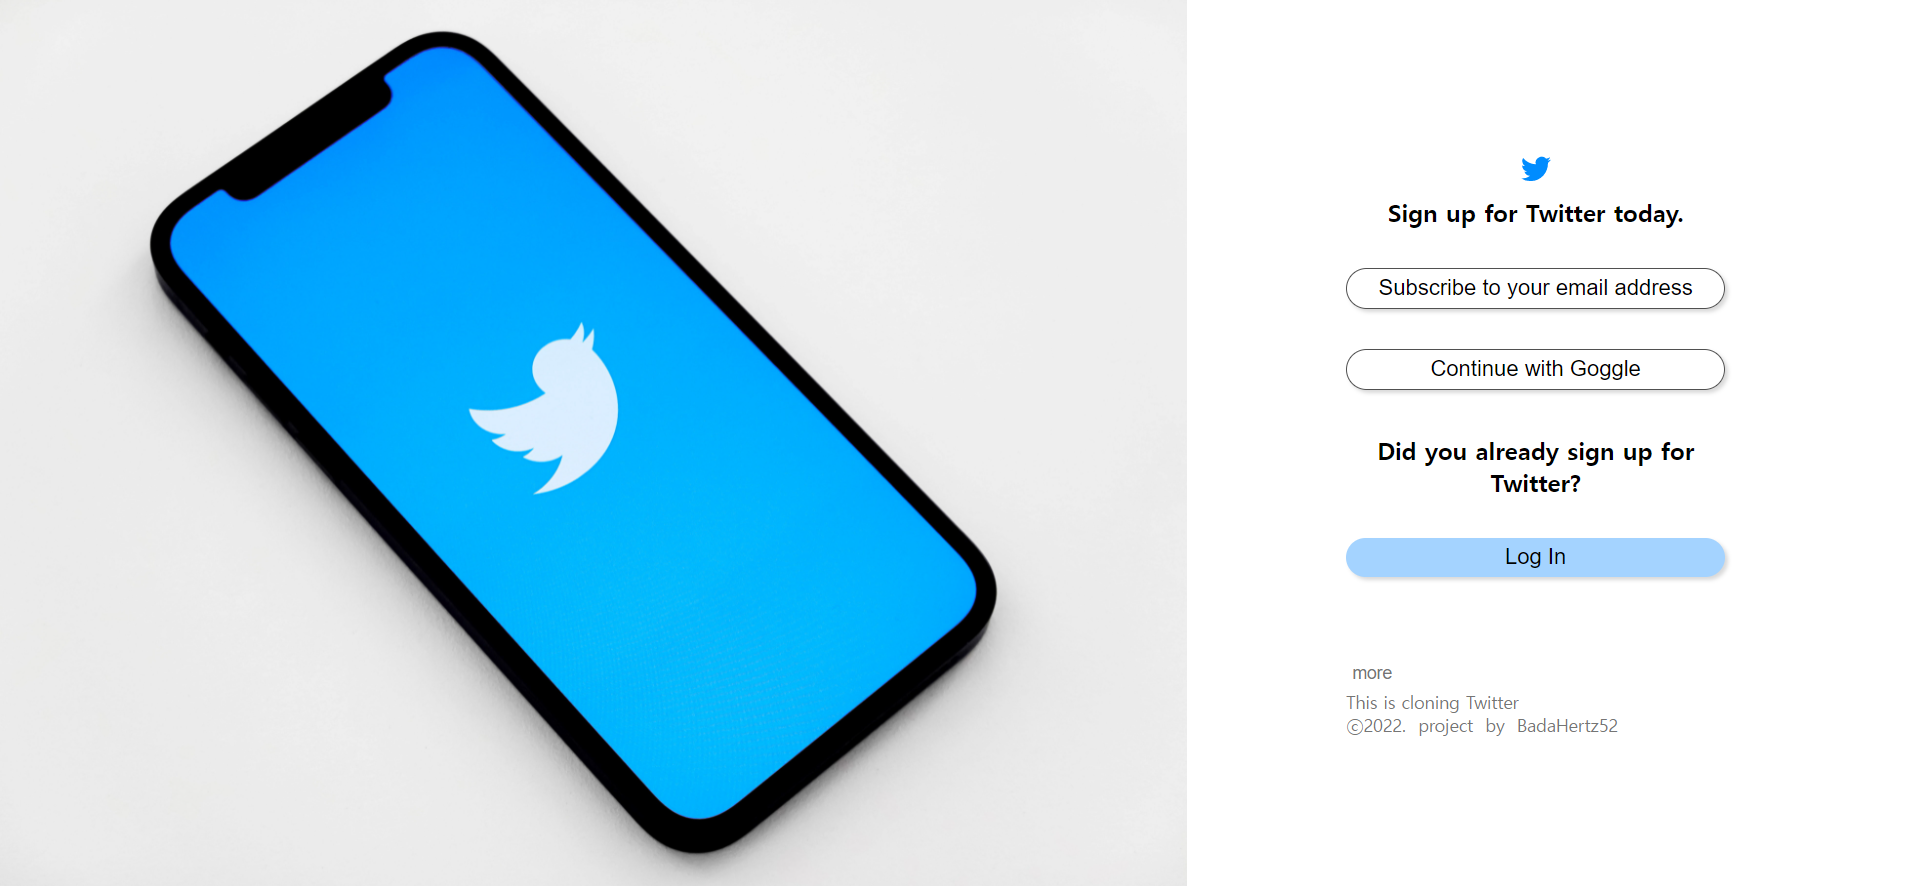 Sign up for Twitter today.
Subscribe to your email address
Continue with Goggle
Did you already sign up for
Twitter?
Log In
more
This is cloning Twitter
ⓒ2022. project by BadaHertz52